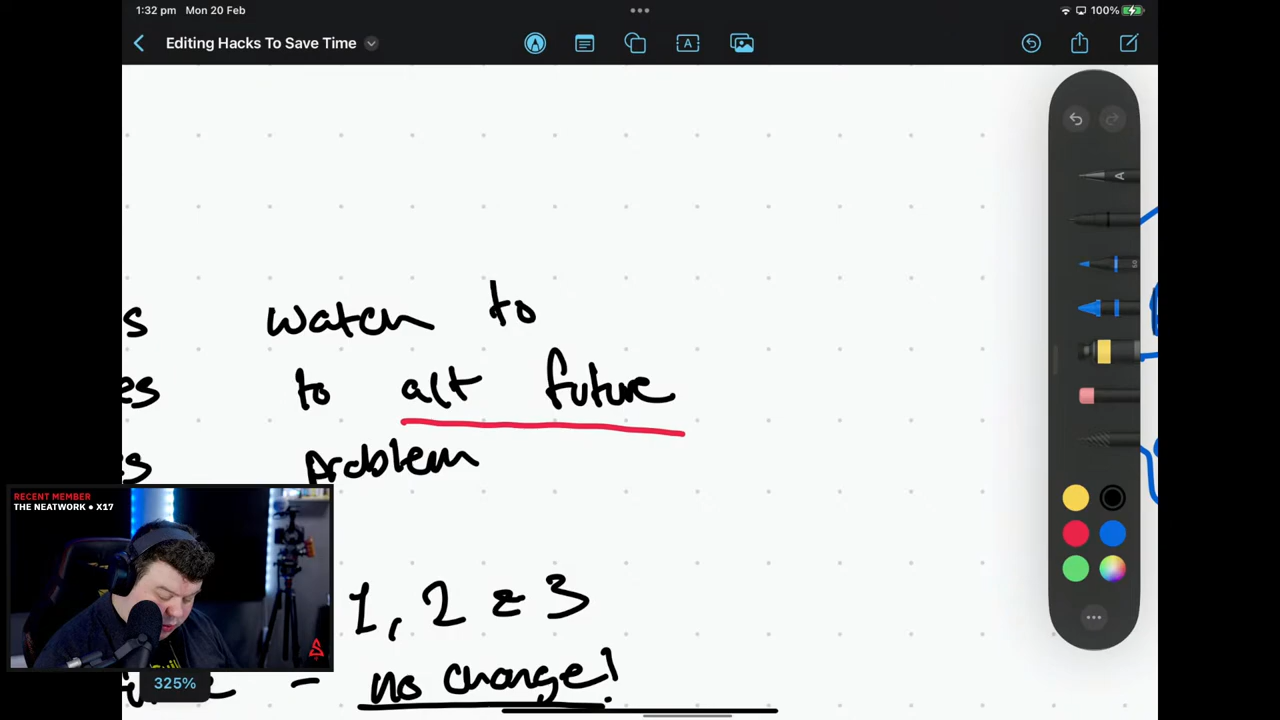 1:32 pm Mon 20 Feb
100%
Editing Hacks To Save Time
A
A
watch to
to alt future
problem
1, 2 & 3
- no change!
RECENT MEMBER
THE NEATWORK ● X17
325%